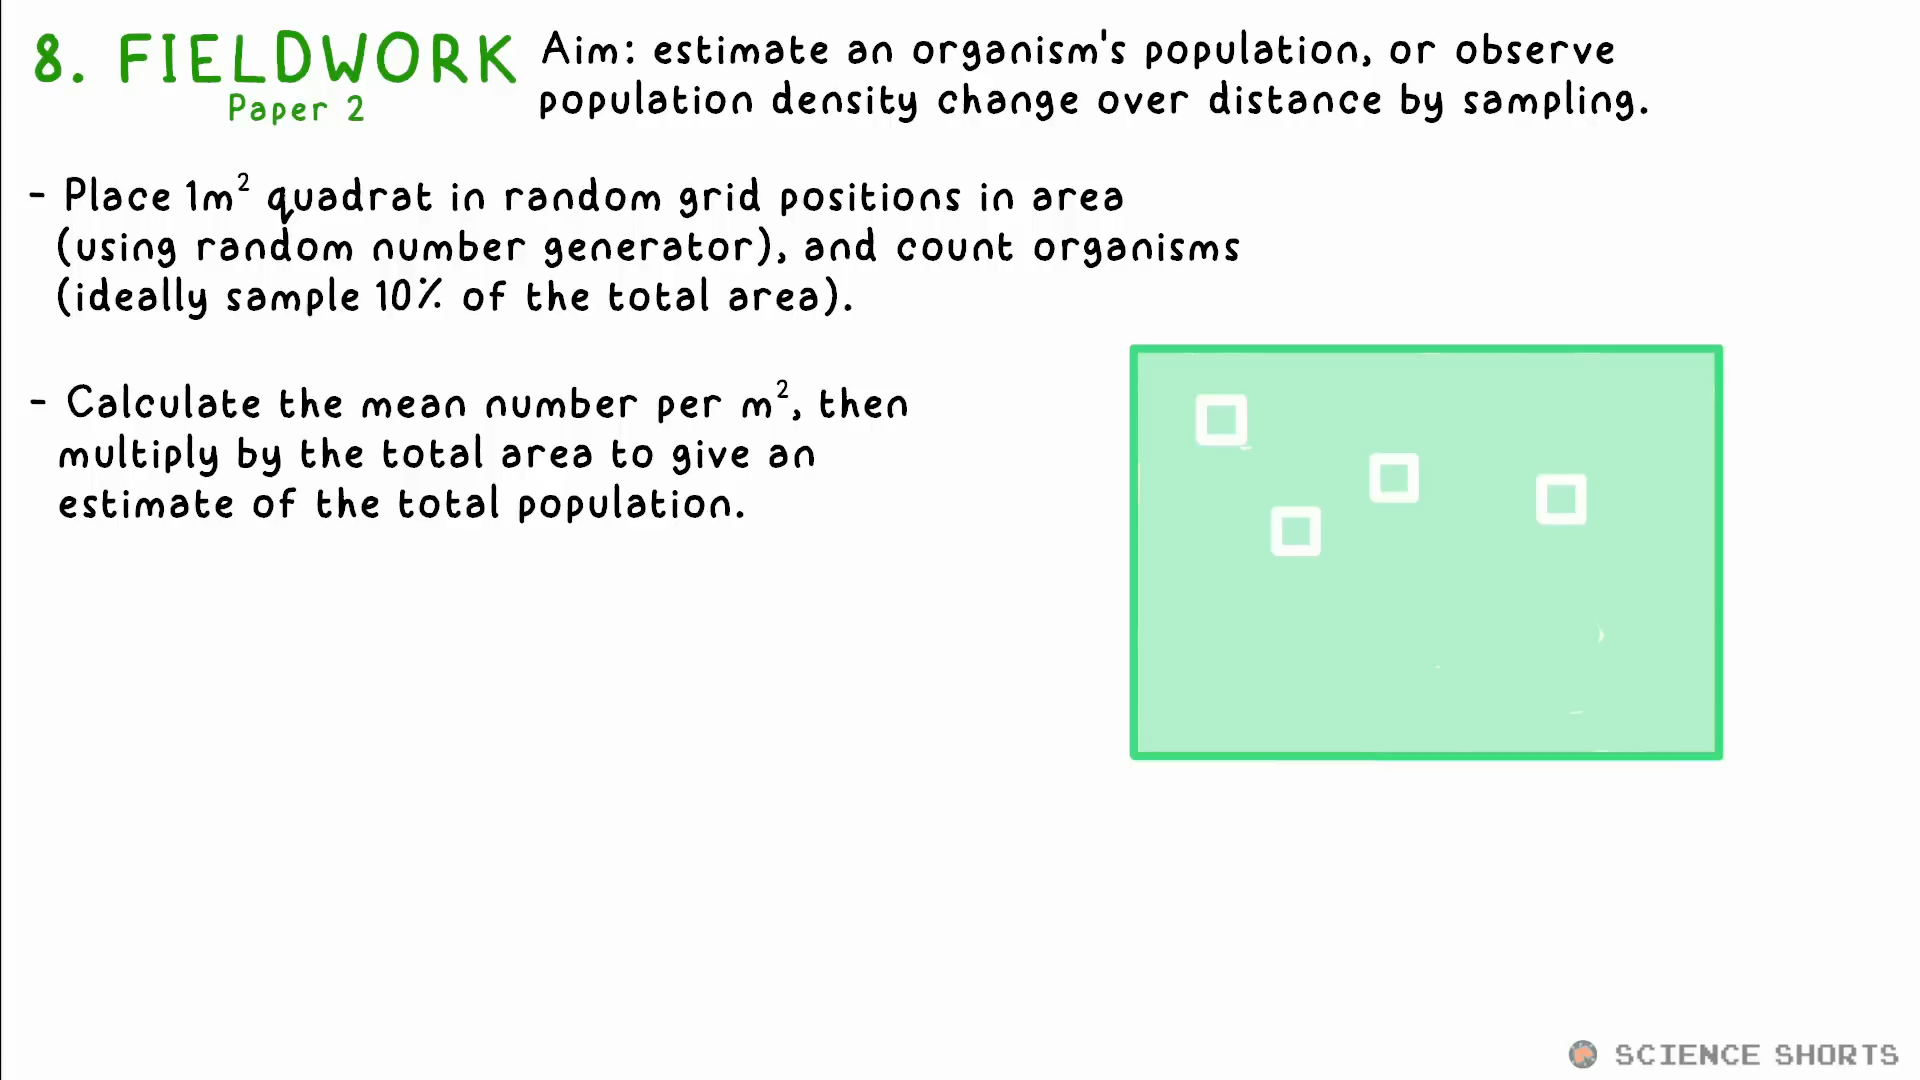 8. FIELDWORK
Paper 2
Aim: estimate an organism's population, or observe
population density change over distance by sampling.
- Place 1m² quadrat in random grid positions in area
(using random number generator), and count organisms
(ideally sample 10% of the total area).
- Calculate the mean number per m², then
multiply by the total area to give an
estimate of the total population.
SCIENCE SHORTS